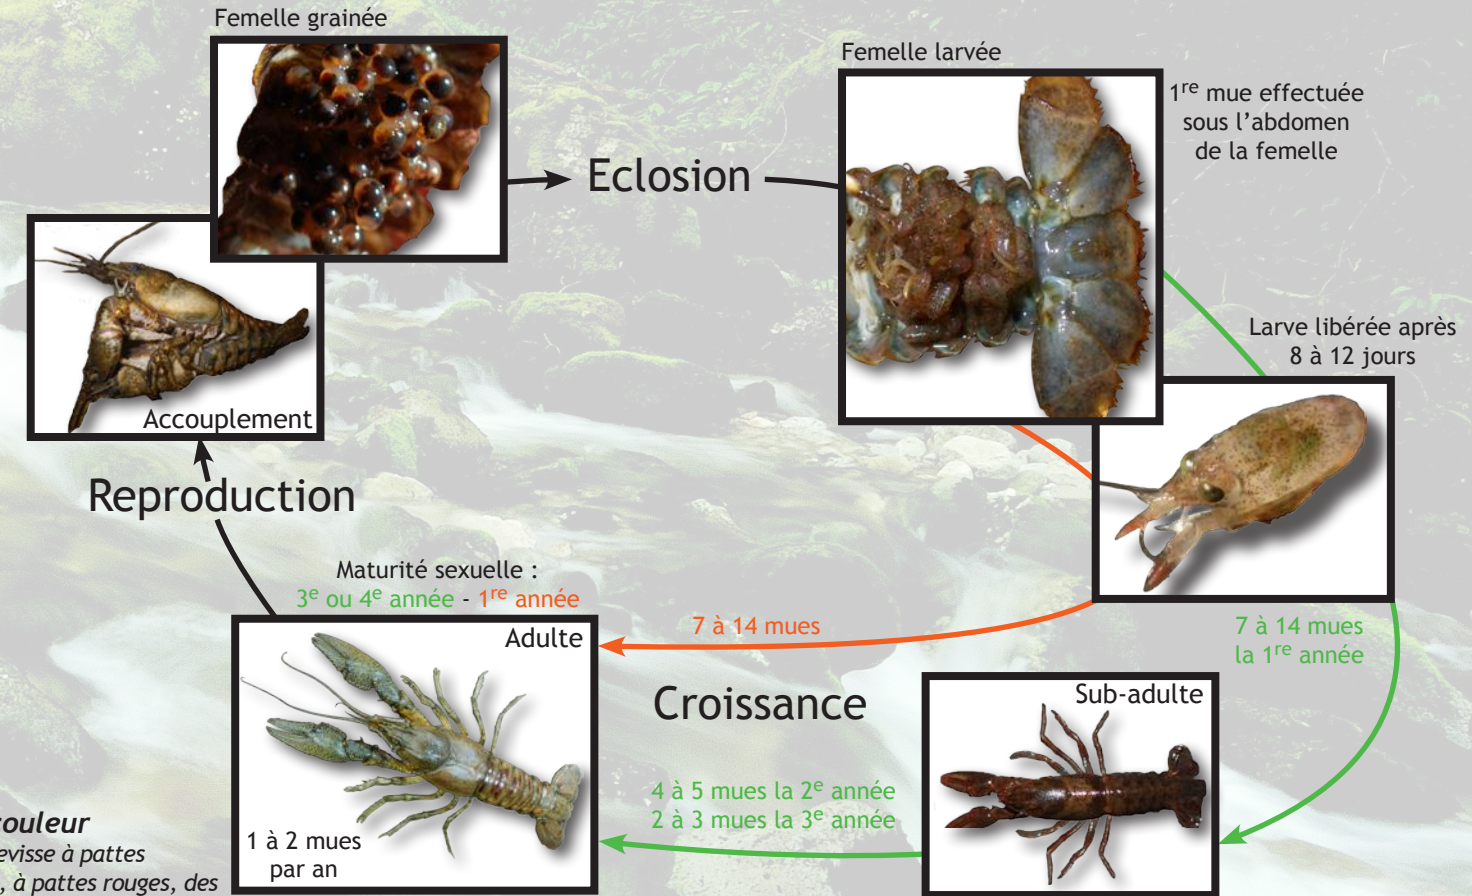 Femelle grainée
Femelle larvée
1re mue effectuée
sous l'abdomen
de la femelle
Eclosion
Larve libérée après
8 à 12 jours
Accouplement
Reproduction
Maturité sexuelle :
3e ou 4e année - 1re année
Adulte
7 à 14 mues
7 à 14 mues
la 1re année
Croissance
Sub-adulte
4 à 5 mues la 2e année
2 à 3 mues la 3e année
1 à 2 mues
par an
couleur
à pattes
, à pattes rouges, des